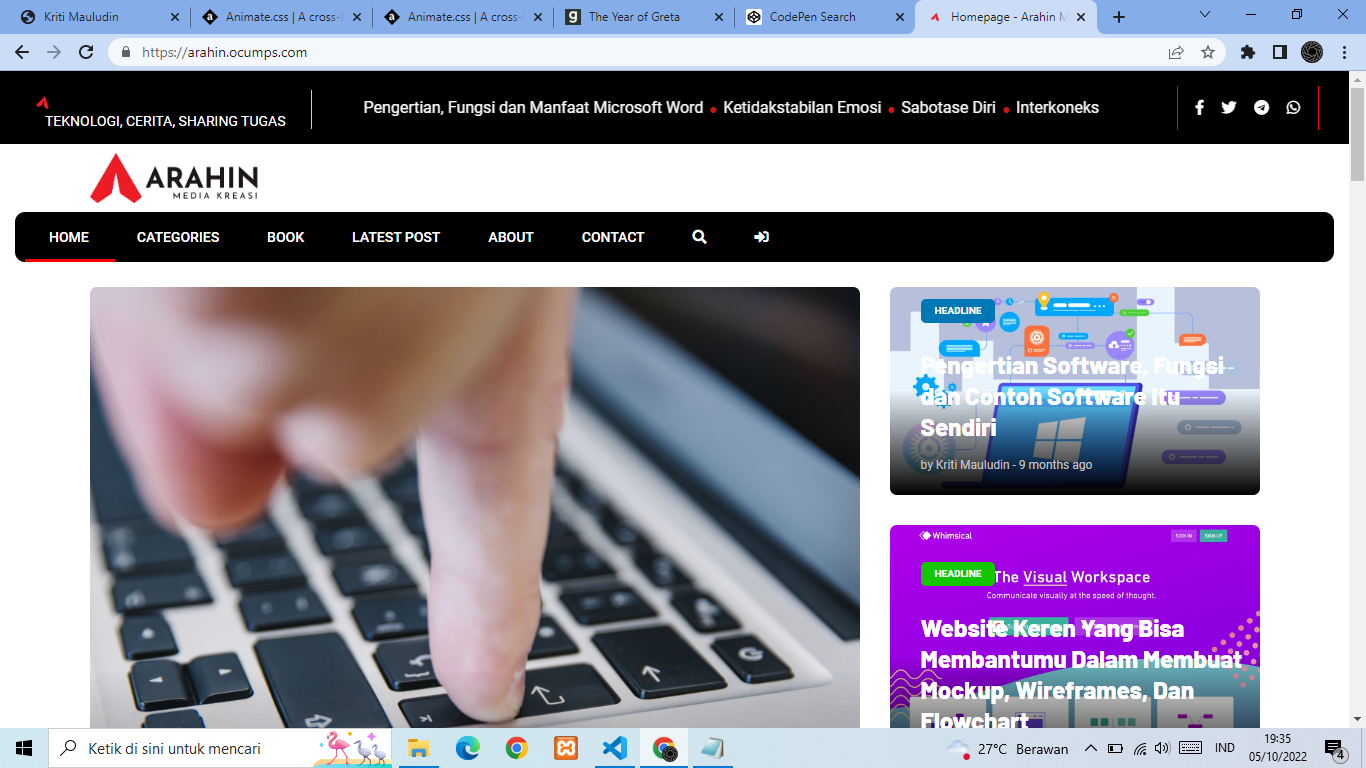 Kriti Mauludin
Animate.css | A cross-
Animate.css | A cross-
The Year of Greta
CodePen Search
Homepage - Arahin M
https://arahin.ocumps.com
TEKNOLOGI, CERITA, SHARING TUGAS
Pengertian, Fungsi dan Manfaat Microsoft Word • Ketidakstabilan Emosi • Sabotase Diri • Interkoneks
ARAHIN
MEDIA KREASI
HOME CATEGORIES BOOK LATEST POST ABOUT CONTACT
HEADLINE
Pengertian Software, Fungsi
dan Contoh Software Itu
Sendiri
by Kriti Mauludin - 9 months ago
Whimsical
SIGN IN SIGN UP
HEADLINE
The Visual Workspace
Communicate visually at the speed of thought.
Website Keren Yang Bisa
Membantumu Dalam Membuat
Mockup, Wireframes, Dan
Flowchart
Ketik di sini untuk mencari
27°C Berawan
IND
19:35
05/10/2022
4